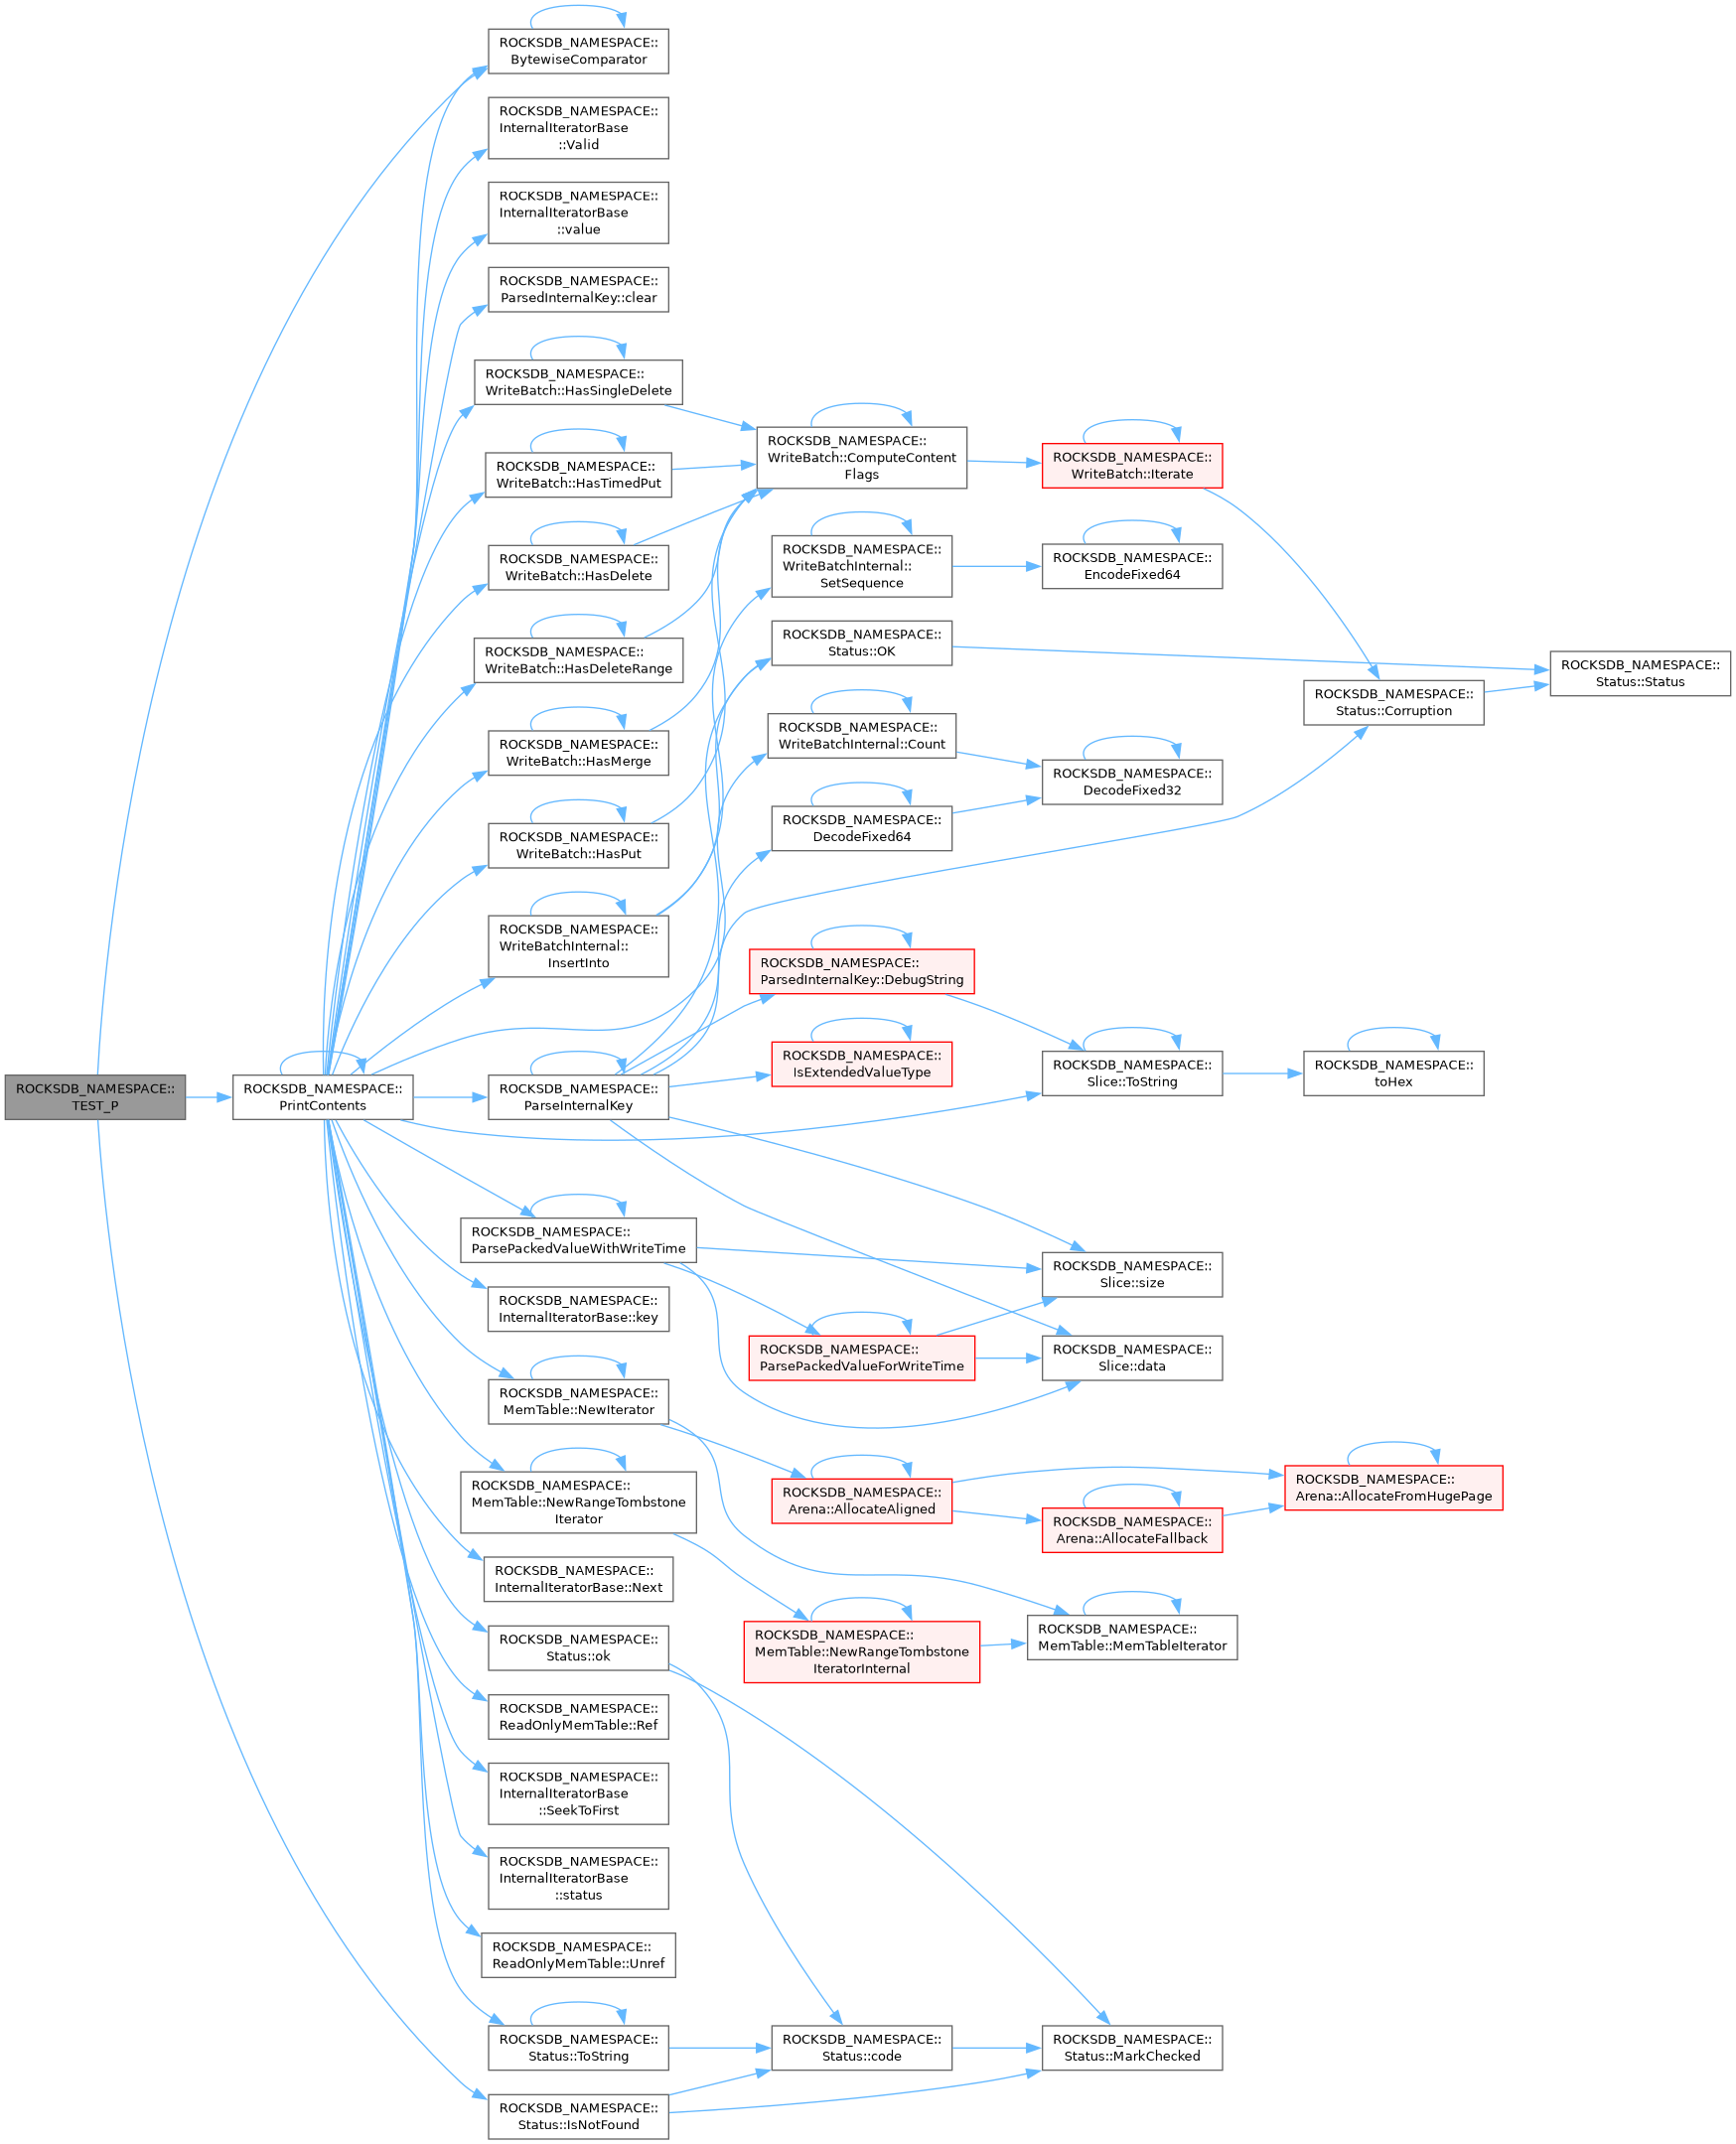 ROCKSDB_NAMESPACE::
TEST_P
ROCKSDB_NAMESPACE::
PrintContents
ROCKSDB_NAMESPACE::
BytewiseComparator
ROCKSDB_NAMESPACE::
InternalIteratorBase
::Valid
ROCKSDB_NAMESPACE::
InternalIteratorBase
::value
ROCKSDB_NAMESPACE::
ParsedInternalKey::clear
ROCKSDB_NAMESPACE::
WriteBatch::HasSingleDelete
ROCKSDB_NAMESPACE::
WriteBatch::HasTimedPut
ROCKSDB_NAMESPACE::
WriteBatch::HasDelete
ROCKSDB_NAMESPACE::
WriteBatch::HasDeleteRange
ROCKSDB_NAMESPACE::
WriteBatch::HasMerge
ROCKSDB_NAMESPACE::
WriteBatch::HasPut
ROCKSDB_NAMESPACE::
WriteBatchInternal::
InsertInto
ROCKSDB_NAMESPACE::
ParseInternalKey
ROCKSDB_NAMESPACE::
ParsePackedValueWithWriteTime
ROCKSDB_NAMESPACE::
InternalIteratorBase::key
ROCKSDB_NAMESPACE::
MemTable::NewIterator
ROCKSDB_NAMESPACE::
MemTable::NewRangeTombstone
Iterator
ROCKSDB_NAMESPACE::
InternalIteratorBase::Next
ROCKSDB_NAMESPACE::
Status::ok
ROCKSDB_NAMESPACE::
ReadOnlyMemTable::Ref
ROCKSDB_NAMESPACE::
InternalIteratorBase
::SeekToFirst
ROCKSDB_NAMESPACE::
InternalIteratorBase
::status
ROCKSDB_NAMESPACE::
ReadOnlyMemTable::Unref
ROCKSDB_NAMESPACE::
Status::ToString
ROCKSDB_NAMESPACE::
Status::IsNotFound
ROCKSDB_NAMESPACE::
WriteBatch::ComputeContent
Flags
ROCKSDB_NAMESPACE::
WriteBatchInternal::
SetSequence
ROCKSDB_NAMESPACE::
Status::OK
ROCKSDB_NAMESPACE::
WriteBatchInternal::Count
ROCKSDB_NAMESPACE::
DecodeFixed64
ROCKSDB_NAMESPACE::
ParsedInternalKey::DebugString
ROCKSDB_NAMESPACE::
IsExtendedValueType
ROCKSDB_NAMESPACE::
ParsePackedValueForWriteTime
ROCKSDB_NAMESPACE::
Arena::AllocateAligned
ROCKSDB_NAMESPACE::
MemTable::NewRangeTombstone
IteratorInternal
ROCKSDB_NAMESPACE::
Status::code
ROCKSDB_NAMESPACE::
WriteBatch::Iterate
ROCKSDB_NAMESPACE::
EncodeFixed64
ROCKSDB_NAMESPACE::
DecodeFixed32
ROCKSDB_NAMESPACE::
Slice::ToString
ROCKSDB_NAMESPACE::
Slice::size
ROCKSDB_NAMESPACE::
Slice::data
ROCKSDB_NAMESPACE::
Arena::AllocateFallback
ROCKSDB_NAMESPACE::
MemTable::MemTableIterator
ROCKSDB_NAMESPACE::
Status::MarkChecked
ROCKSDB_NAMESPACE::
Status::Corruption
ROCKSDB_NAMESPACE::
toHex
ROCKSDB_NAMESPACE::
Arena::AllocateFromHugePage
ROCKSDB_NAMESPACE::
Status::Status